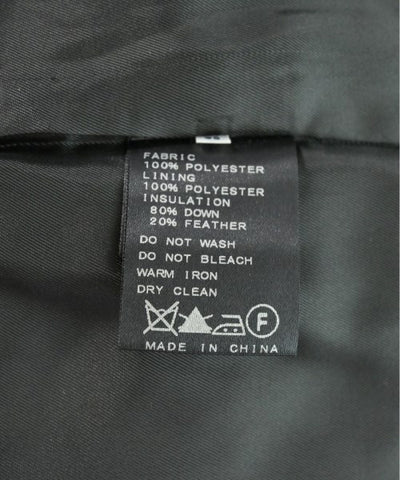 FABRIC
100% POLYESTER
LINING
100% POLYESTER
INSULATION
80% DOWN
20% FEATHER
DO NOT WASH
DO NOT BLEACH
WARM IRON
DRY CLEAN
F
MADE IN CHINA